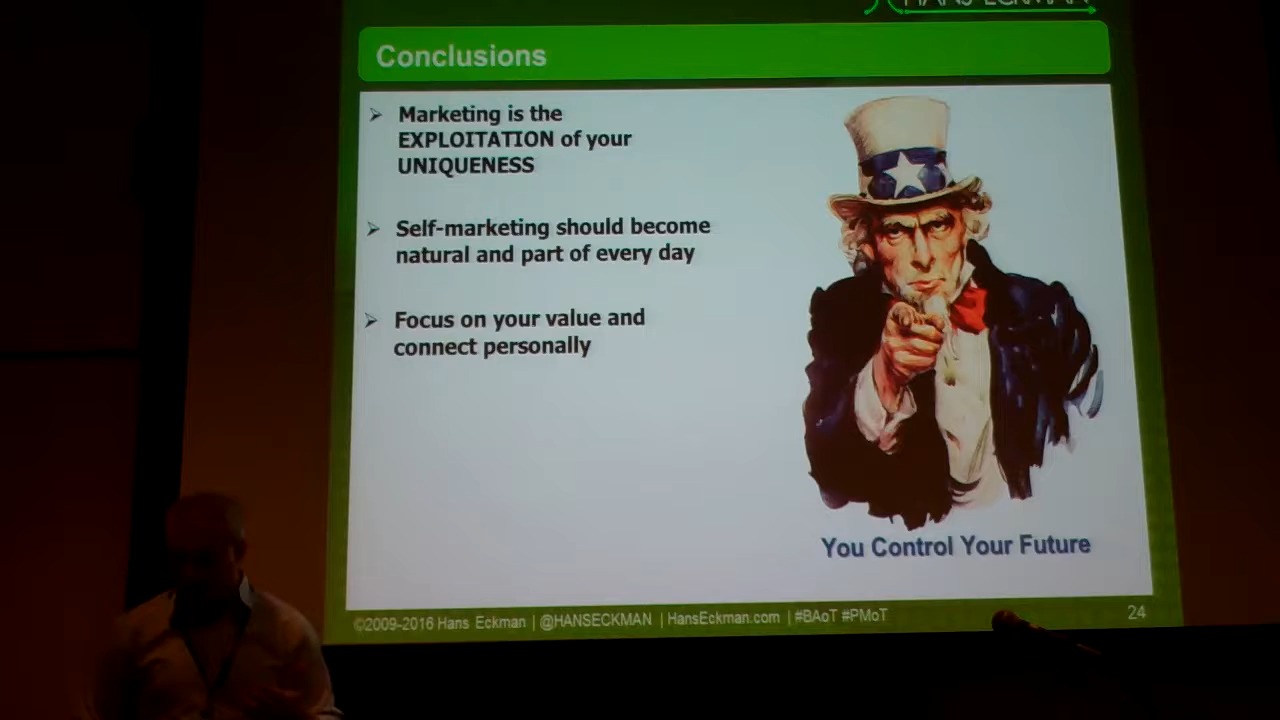 HANS ECKMAN
Conclusions
Marketing is the
EXPLOITATION of your
UNIQUENESS
Self-marketing should become
natural and part of every day
Focus on your value and
connect personally
You Control Your Future
©2009-2016 Hans Eckman | @HANSECKMAN | HansEckman.com | #BAoT #PMoT
24